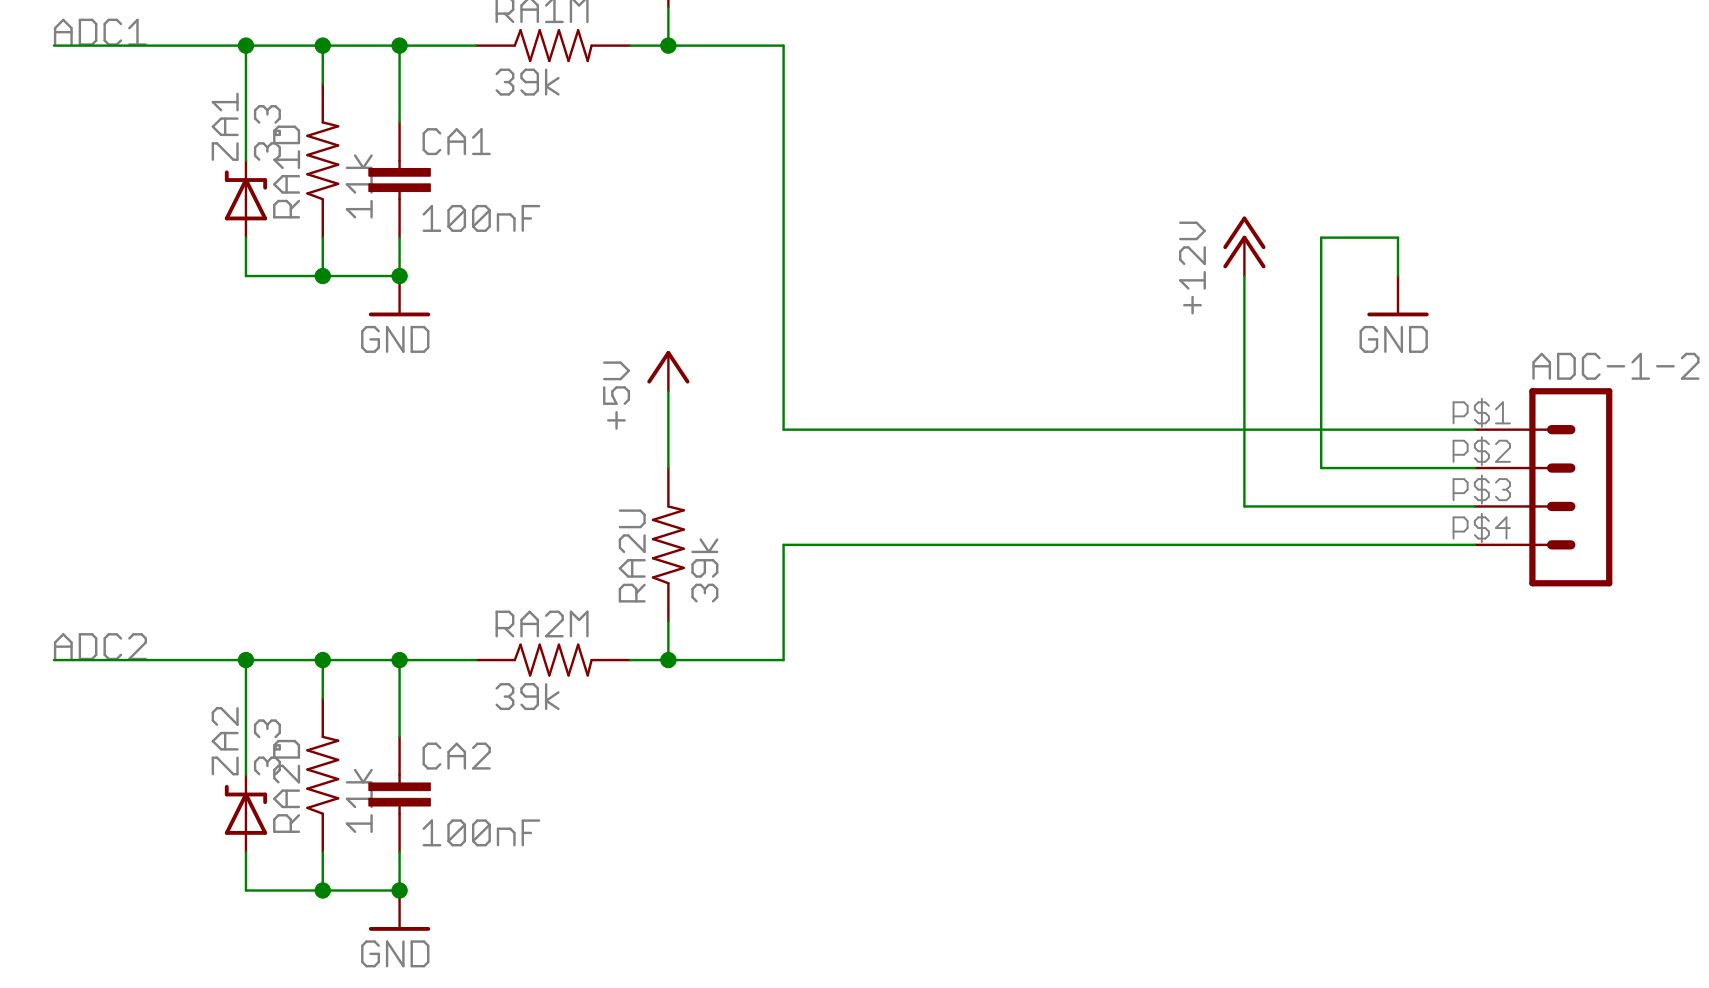 RA1M
ADC1
39k
ZA1
3.3
RA1D
11k
CA1
100nF
GND
+12V
GND
ADC-1-2
+5V
P$1
P$2
P$3
P$4
RA2U
39k
RA2M
ADC2
39k
ZA2
3.3
RA2D
11k
CA2
100nF
GND